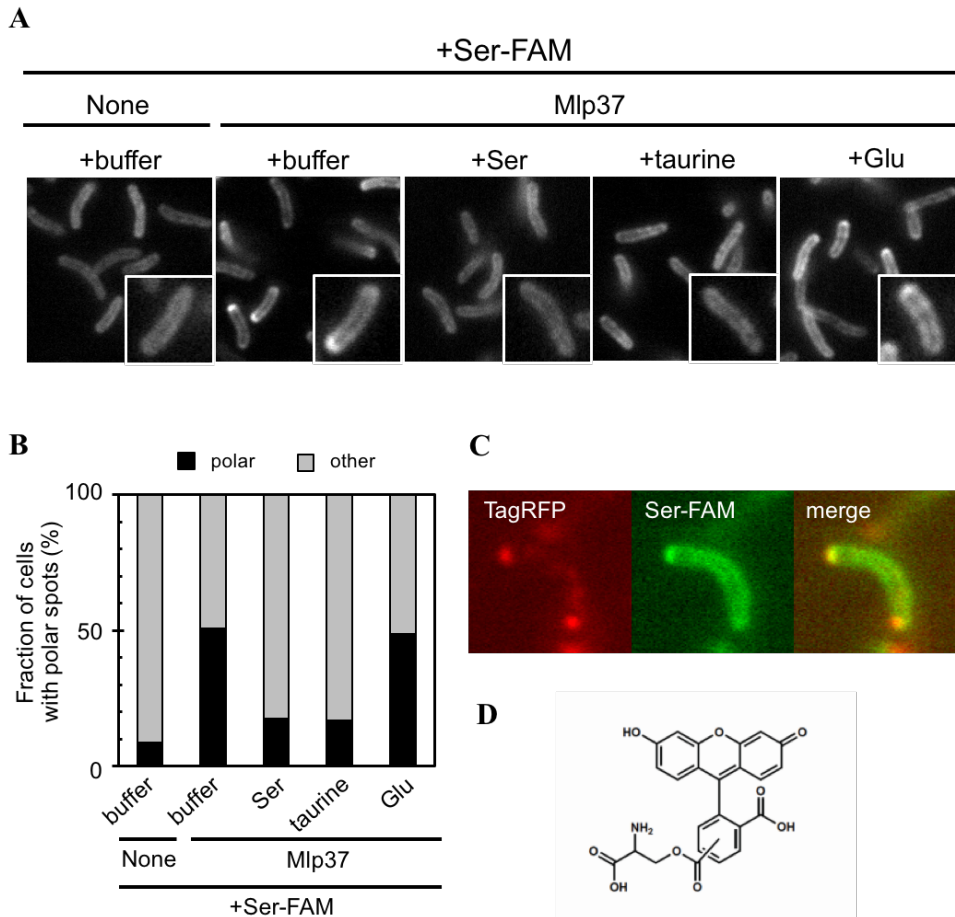 A
+Ser-FAM
None Mlp37
+buffer +buffer +Ser +taurine +Glu
B
polar other
Fraction of cells
with polar spots (%)
100
50
0
buffer buffer Ser taurine Glu
None Mlp37
+Ser-FAM
C
TagRFP Ser-FAM merge
D
HO O O
O
NH₂ OH
O O
OH O